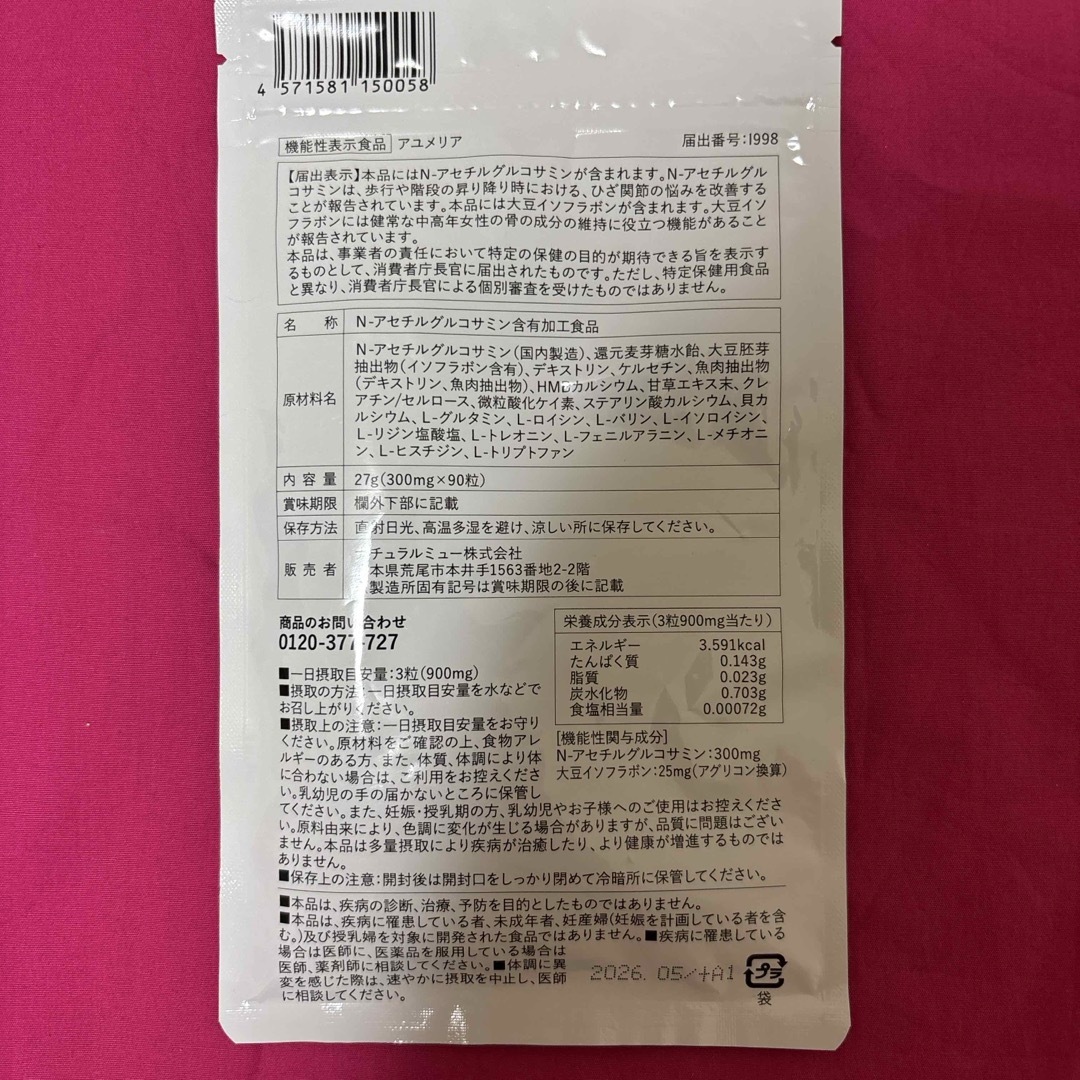 4 571581 150058
機能性表示食品 アユメリア 届出番号:I998
【届出表示】本品にはN-アセチルグルコサミンが含まれます。N-アセチルグル
コサミンは、歩行や階段の昇り降り時における、ひざ関節の悩みを改善する
ことが報告されています。本品には大豆イソフラボンが含まれます。大豆イソ
フラボンには健常な中高年女性の骨の成分の維持に役立つ機能があること
が報告されています。
本品は、事業者の責任において特定の保健の目的が期待できる旨を表示す
るものとして、消費者庁長官に届出されたものです。ただし、特定保健用食品
と異なり、消費者庁長官による個別審査を受けたものではありません。
名 称 N-アセチルグルコサミン含有加工食品
原材料名
N-アセチルグルコサミン(国内製造)、還元麦芽糖水飴、大豆胚芽
抽出物(イソフラボン含有)、デキストリン、ケルセチン、魚肉抽出物
(デキストリン、魚肉抽出物)、HMBカルシウム、甘草エキス末、クレ
アチン/セルロース、微粒酸化ケイ素、ステアリン酸カルシウム、貝カ
ルシウム、L-グルタミン、L-ロイシン、L-バリン、L-イソロイシン、
L-リジン塩酸塩、L-トレオニン、L-フェニルアラニン、L-メチオニ
ン、L-ヒスチジン、L-トリプトファン
内容量 27g(300mg×90粒)
賞味期限 欄外下部に記載
保存方法 直射日光、高温多湿を避け、涼しい所に保存してください。
販売者
チュラルミュー株式会社
本県荒尾市本井手1563番地2-2階
製造所固有記号は賞味期限の後に記載
商品のお問い合わせ
0120-377-727
■一日摂取目安量:3粒(900mg)
■摂取の方法:一日摂取目安量を水などで
お召し上がりください。
■摂取上の注意:一日摂取目安量をお守り
ください。原材料をご確認の上、食物アレ
ルギーのある方、また、体質、体調により体
に合わない場合は、ご利用をお控えくださ
い。乳幼児の手の届かないところに保管し
てください。また、妊娠・授乳期の方、乳幼児やお子様へのご使用はお控えくださ
い。原料由来により、色調に変化が生じる場合がありますが、品質に問題はござい
ません。本品は多量摂取により疾病が治癒したり、より健康が増進するものでは
ありません。
■保存上の注意:開封後は開封口をしっかり閉めて冷暗所に保管してください。
栄養成分表示(3粒900mg当たり)
エネルギー 3.591kcal
たんぱく質 0.143g
脂質 0.023g
炭水化物 0.703g
食塩相当量 0.00072g
[機能性関与成分]
N-アセチルグルコサミン:300mg
大豆イソフラボン:25mg(アグリコン換算)
■本品は、疾病の診断、治療、予防を目的としたものではありません。
■本品は、疾病に罹患している者、未成年者、妊産婦(妊娠を計画している者を含
む。)及び授乳婦を対象に開発された食品ではありません。■疾病に罹患している
場合は医師に、医薬品を服用している場合は
医師、薬剤師に相談してください。■体調に異
変を感じた際は、速やかに摂取を中止し、医師
に相談してください。
2026.05/+A1
プラ
袋